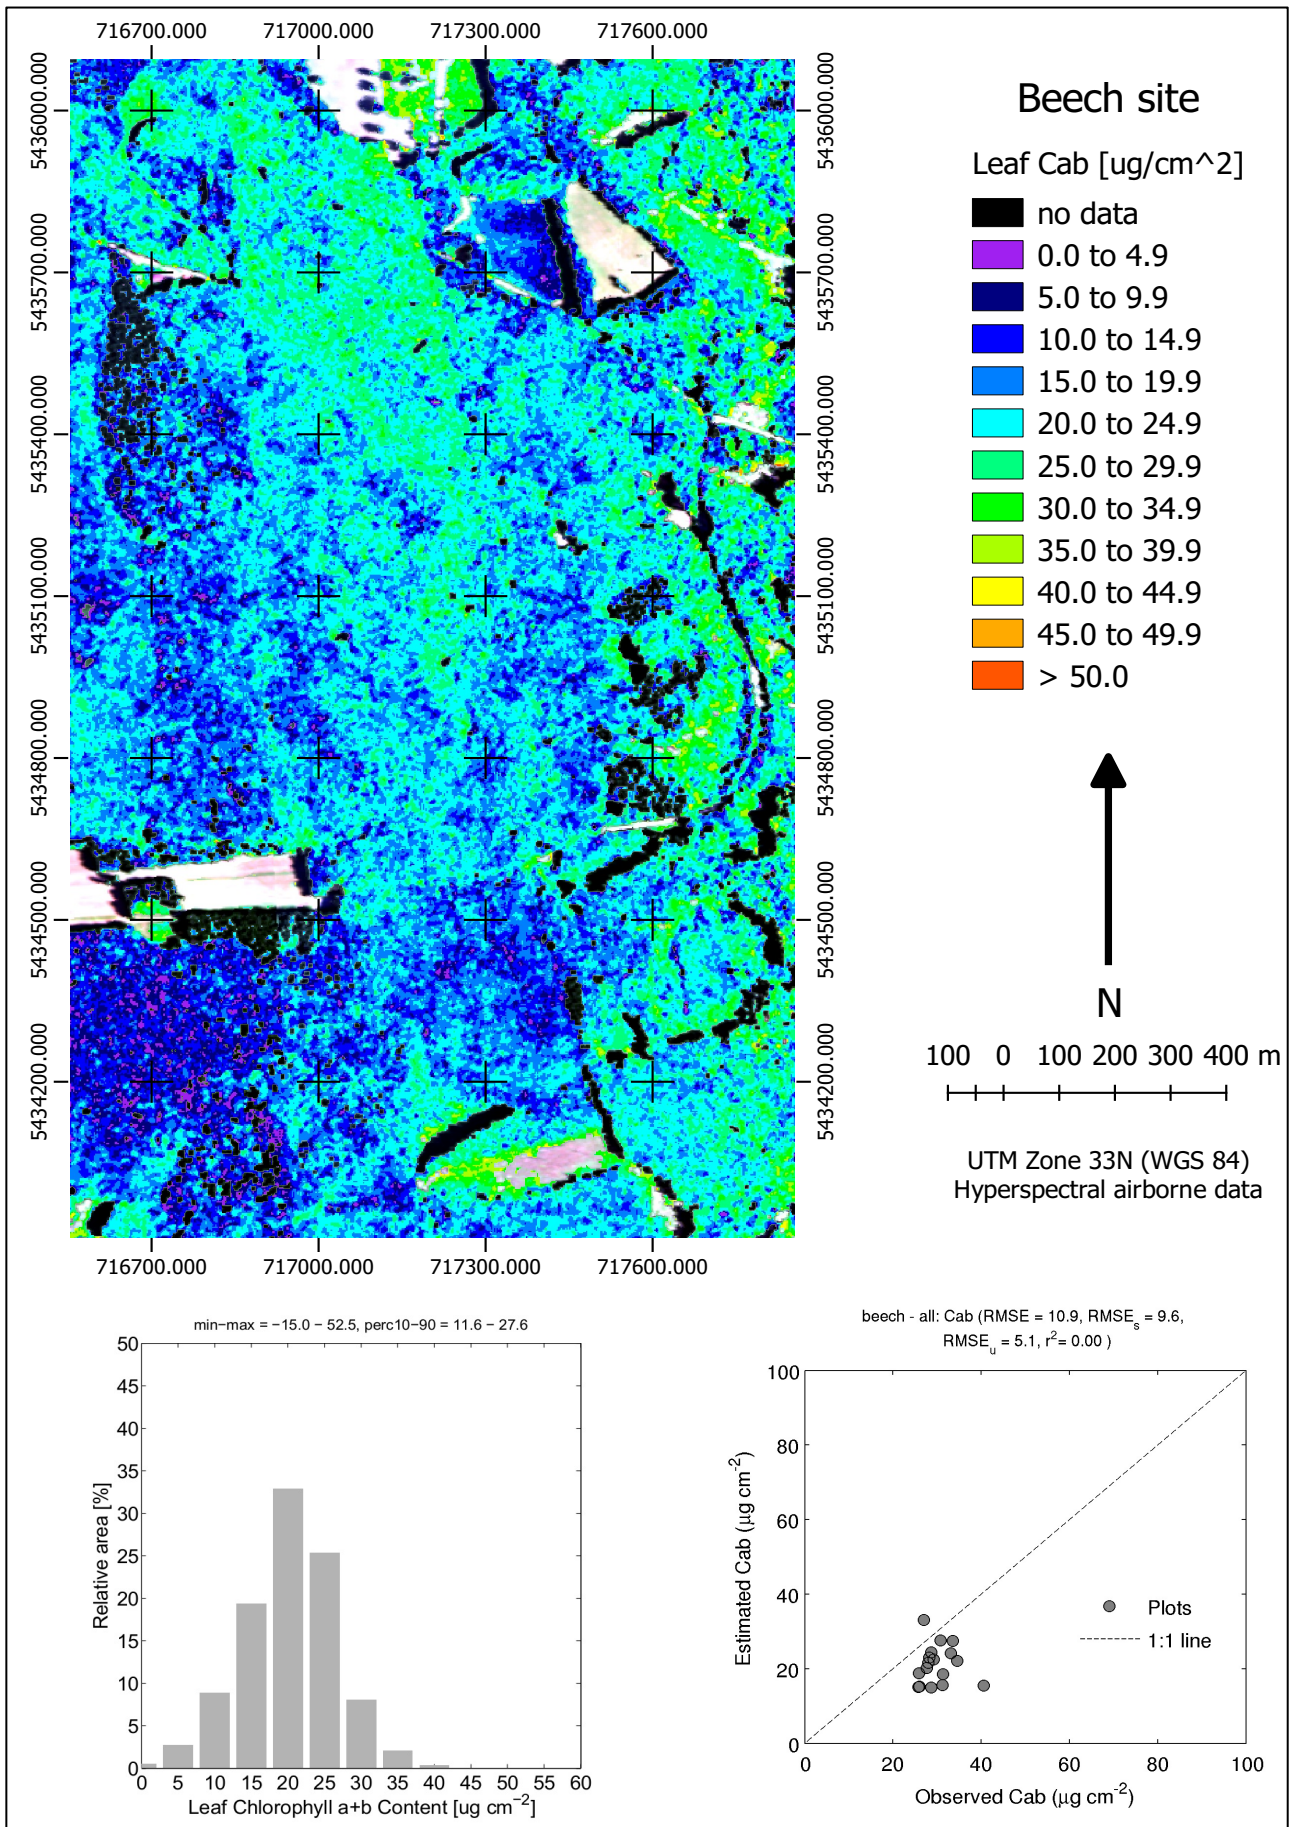 716700.000 717000.000 717300.000 717600.000
5436000.000 5436000.000
5435700.000 5435700.000
5435400.000 5435400.000
5435100.000 5435100.000
5434800.000 5434800.000
5434500.000 5434500.000
5434200.000 5434200.000
716700.000 717000.000 717300.000 717600.000
Beech site
Leaf Cab [ug/cm^2]
no data
0.0 to 4.9
5.0 to 9.9
10.0 to 14.9
15.0 to 19.9
20.0 to 24.9
25.0 to 29.9
30.0 to 34.9
35.0 to 39.9
40.0 to 44.9
45.0 to 49.9
> 50.0
N
100 0 100 200 300 400 m
UTM Zone 33N (WGS 84)
Hyperspectral airborne data
min−max = −15.0 − 52.5, perc10−90 = 11.6 − 27.6
50
45
40
35
30
25
20
15
10
5
0
Relative area [%]
0 5 10 15 20 25 30 35 40 45 50 55 60
Leaf Chlorophyll a+b Content [ug cm−2]
beech - all: Cab (RMSE = 10.9, RMSEs = 9.6,
RMSEu = 5.1, r2= 0.00 )
100
80
60
40
20
0
Estimated Cab (μg cm-2)
Plots
1:1 line
0 20 40 60 80 100
Observed Cab (μg cm-2)